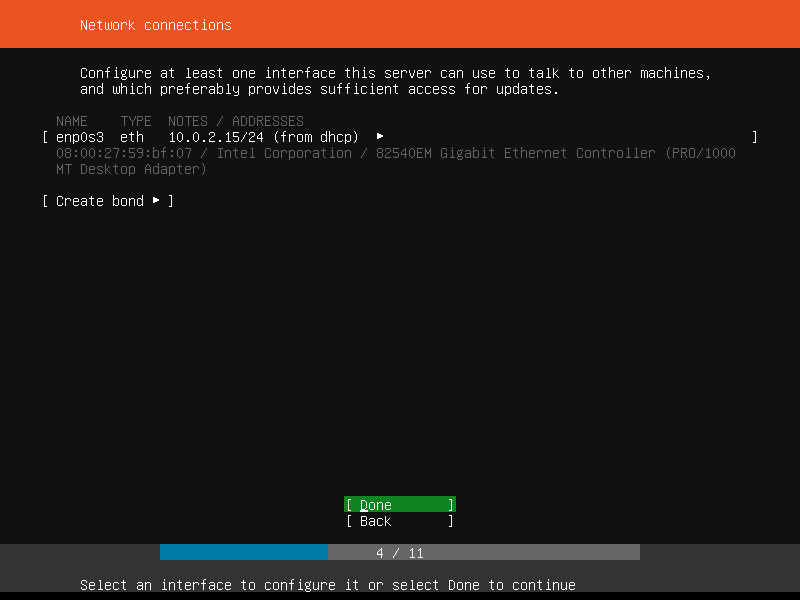 Network connections
Configure at least one interface this server can use to talk to other machines,
and which preferably provides sufficient access for updates.
NAME TYPE NOTES / ADDRESSES
[ enp0s3 eth 10.0.2.15/24 (from dhcp) ▸ ]
08:00:27:59:bf:07 / Intel Corporation / 82540EM Gigabit Ethernet Controller (PRO/1000
MT Desktop Adapter)
[ Create bond ▸ ]
[ Done ]
[ Back ]
4 / 11
Select an interface to configure it or select Done to continue